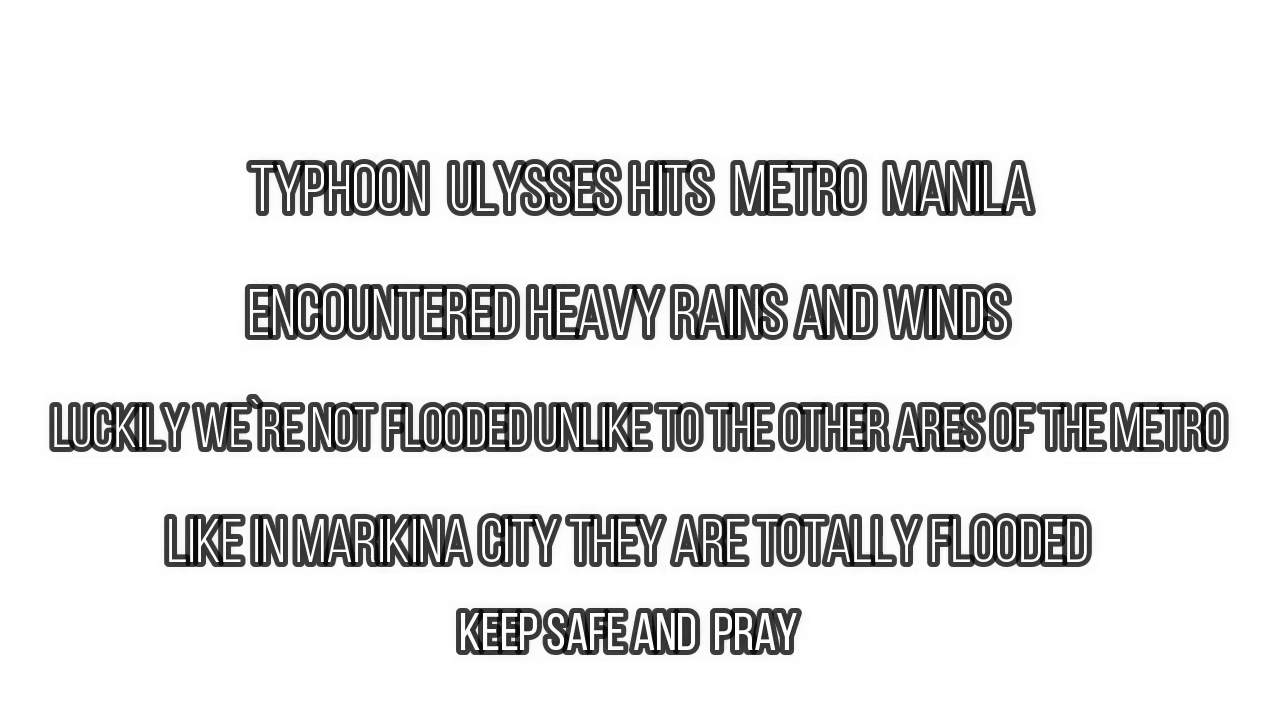 TYPHOON ULYSSES HITS METRO MANILA
ENCOUNTERED HEAVY RAINS AND WINDS
LUCKILY WE`RE NOT FLOODED UNLIKE TO THE OTHER ARES OF THE METRO
LIKE IN MARIKINA CITY THEY ARE TOTALLY FLOODED
KEEP SAFE AND PRAY